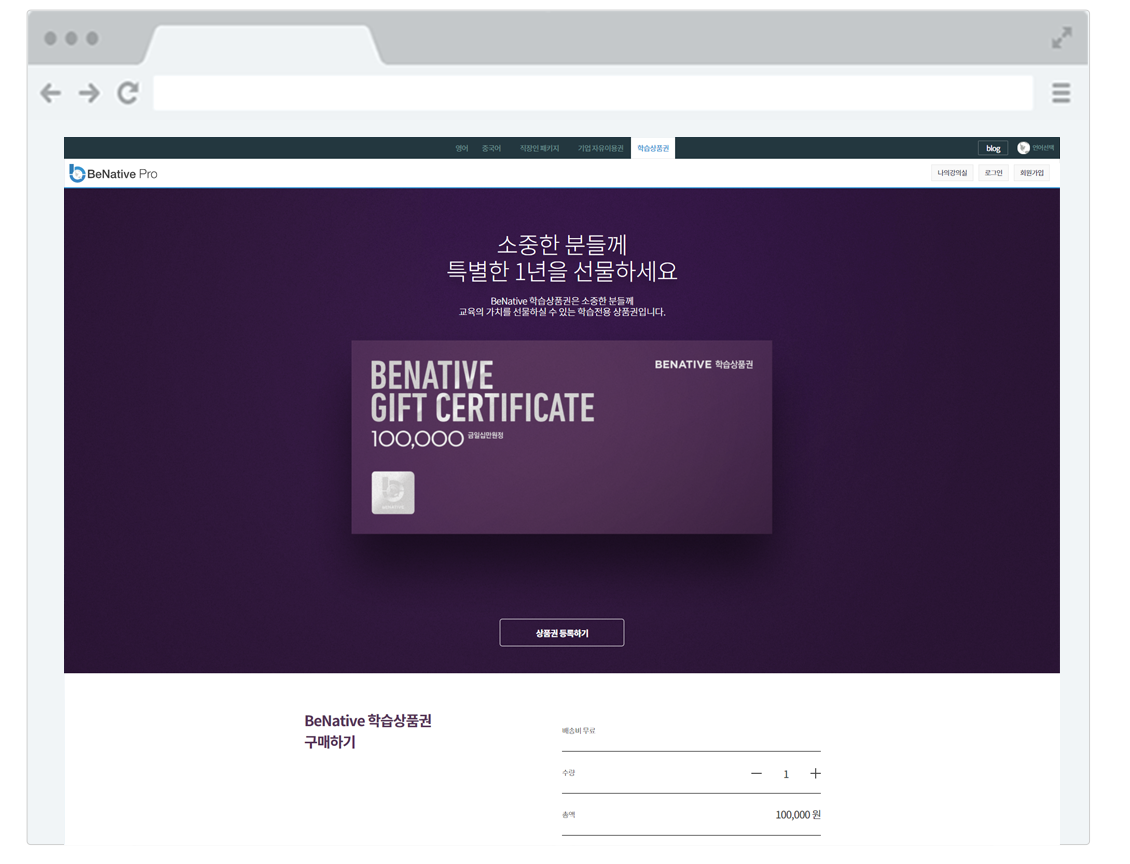 영어 중국어 직장인 패키지 기업 자유이용권 학습상품권 blog 언어선택
BeNative Pro 나의강의실 로그인 회원가입
소중한 분들께
특별한 1년을 선물하세요
BeNative 학습상품권은 소중한 분들께
교육의 가치를 선물하실 수 있는 학습전용 상품권입니다.
BENATIVE 학습상품권
BENATIVE
GIFT CERTIFICATE
100,000 금일십만원정
상품권 등록하기
BeNative 학습상품권
구매하기
배송비 무료
수량 1
총액 100,000 원